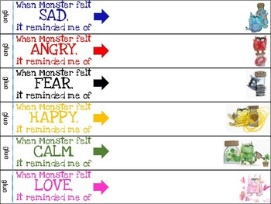 glue
When Monster felt
SAD.
it reminded me of
glue
When Monster felt
ANGRY.
it reminded me of
glue
When Monster felt
FEAR.
it reminded me of
glue
When Monster felt
HAPPY.
it reminded me of
glue
When Monster felt
CALM.
it reminded me of
glue
When Monster felt
LOVE.
it reminded me of